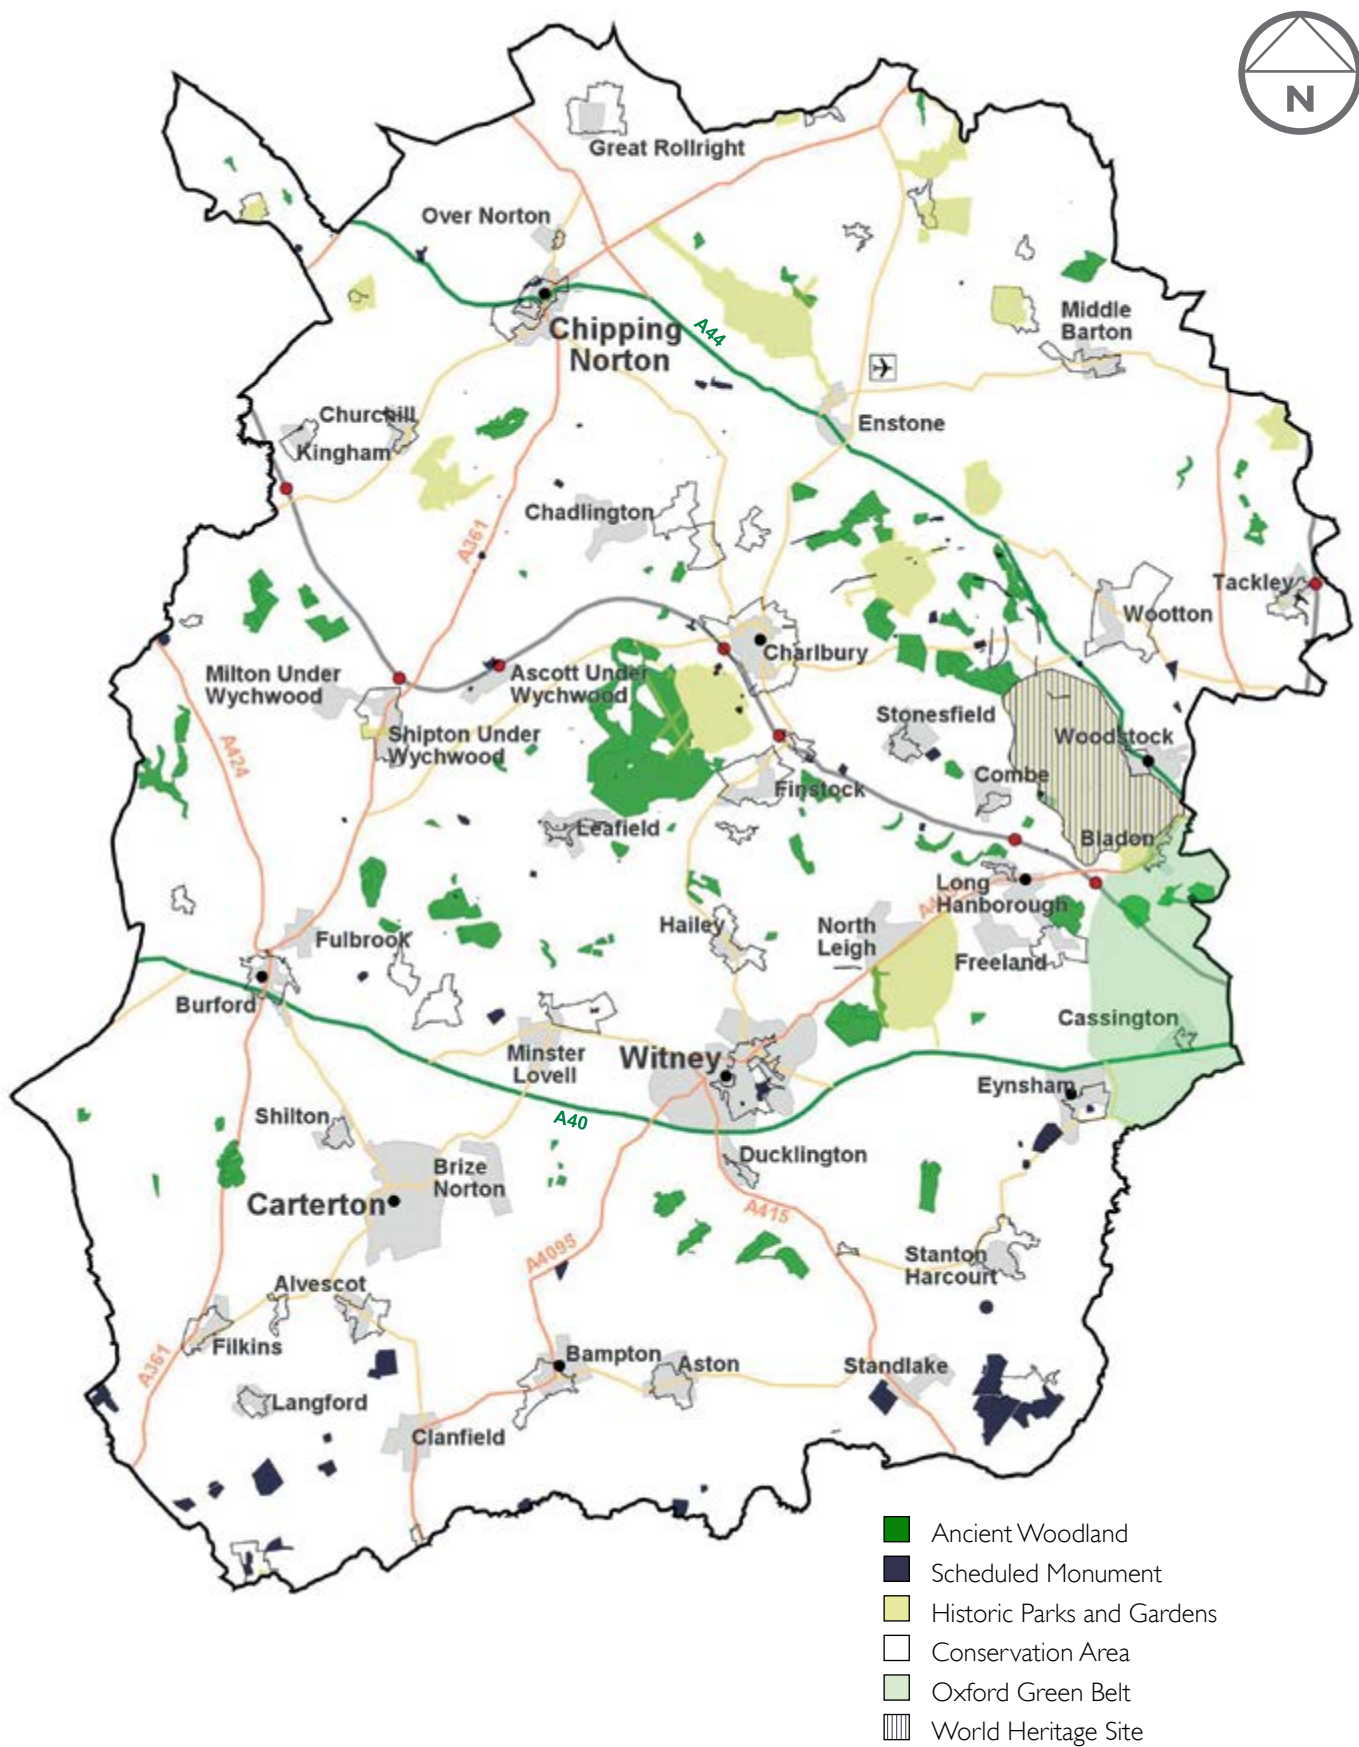 N
Great Rollright
Over Norton
Chipping
Norton
A44
Middle
Barton
Enstone
Churchill
Kingham
Chadlington
A361
Tackley
Wootton
Charlbury
Milton Under
Wychwood
Ascott Under
Wychwood
Shipton Under
Wychwood
A424
Stonesfield
Woodstock
Combe
Finstock
Leafield
Bladon
Long
Hanborough
Hailey
North
Leigh
Freeland
Fulbrook
Burford
Cassington
Minster
Lovell
Witney
Eynsham
Shilton
A40
Ducklington
Brize
Norton
Carterton
A415
A4095
Stanton
Harcourt
Alvescot
Filkins
A361
Bampton
Aston
Standlake
Langford
Clanfield
Ancient Woodland
Scheduled Monument
Historic Parks and Gardens
Conservation Area
Oxford Green Belt
World Heritage Site